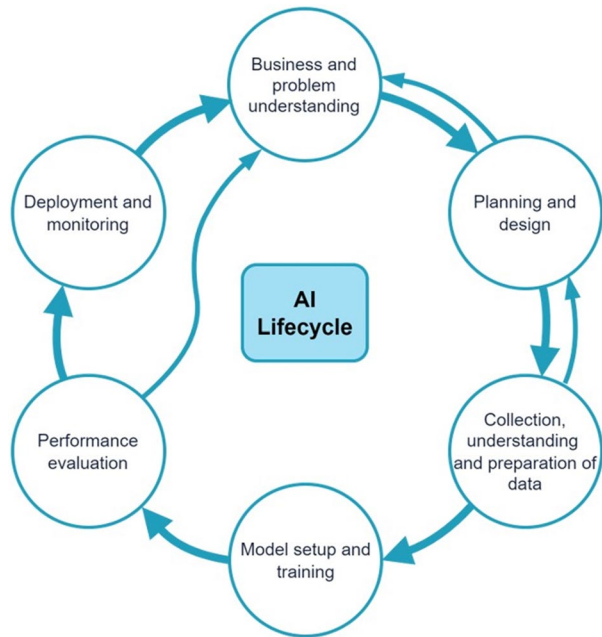 Business and
problem
understanding
Planning and
design
Collection,
understanding
and preparation of
data
Model setup and
training
Performance
evaluation
Deployment and
monitoring
AI
Lifecycle